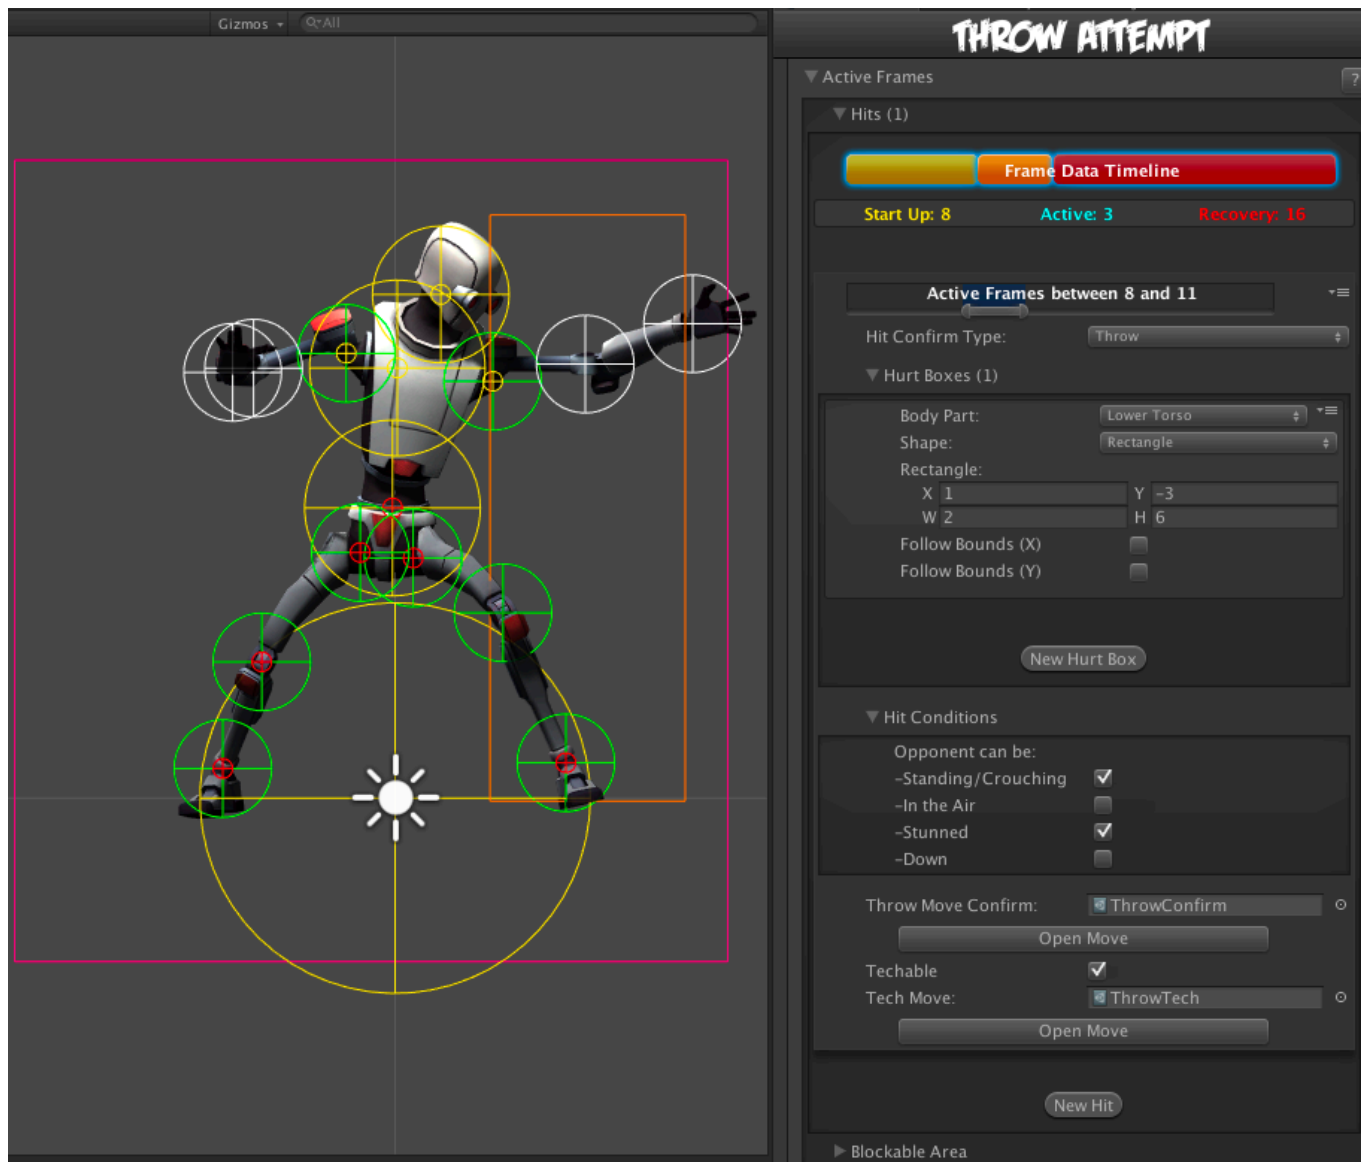 Gizmos
All
THROW ATTEMPT
Active Frames
?
Hits (1)
Frame Data Timeline
Start Up: 8 Active: 3 Recovery: 16
Active Frames between 8 and 11
Hit Confirm Type: Throw
Hurt Boxes (1)
Body Part: Lower Torso
Shape: Rectangle
Rectangle:
X 1 Y -3
W 2 H 6
Follow Bounds (X)
Follow Bounds (Y)
New Hurt Box
Hit Conditions
Opponent can be:
-Standing/Crouching
-In the Air
-Stunned
-Down
Throw Move Confirm: ThrowConfirm
Open Move
Techable
Tech Move: ThrowTech
Open Move
New Hit
Blockable Area